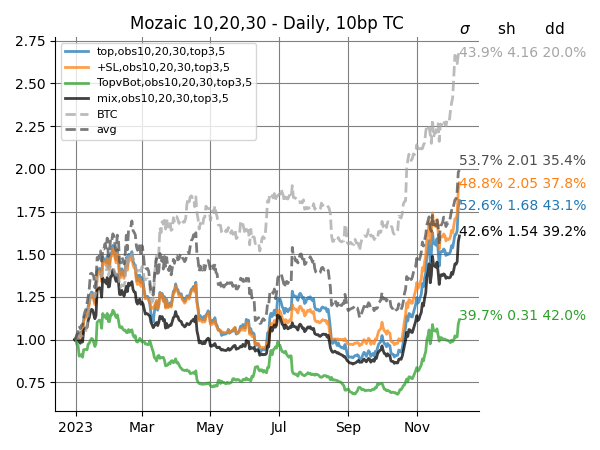 Mozaic 10,20,30 - Daily, 10bp TC
σ sh dd
2.75
2.50
2.25
2.00
1.75
1.50
1.25
1.00
0.75
top,obs10,20,30,top3,5
+SL,obs10,20,30,top3,5
TopvBot,obs10,20,30,top3,5
mix,obs10,20,30,top3,5
BTC
avg
43.9% 4.16 20.0%
53.7% 2.01 35.4%
48.8% 2.05 37.8%
52.6% 1.68 43.1%
42.6% 1.54 39.2%
39.7% 0.31 42.0%
2023 Mar May Jul Sep Nov